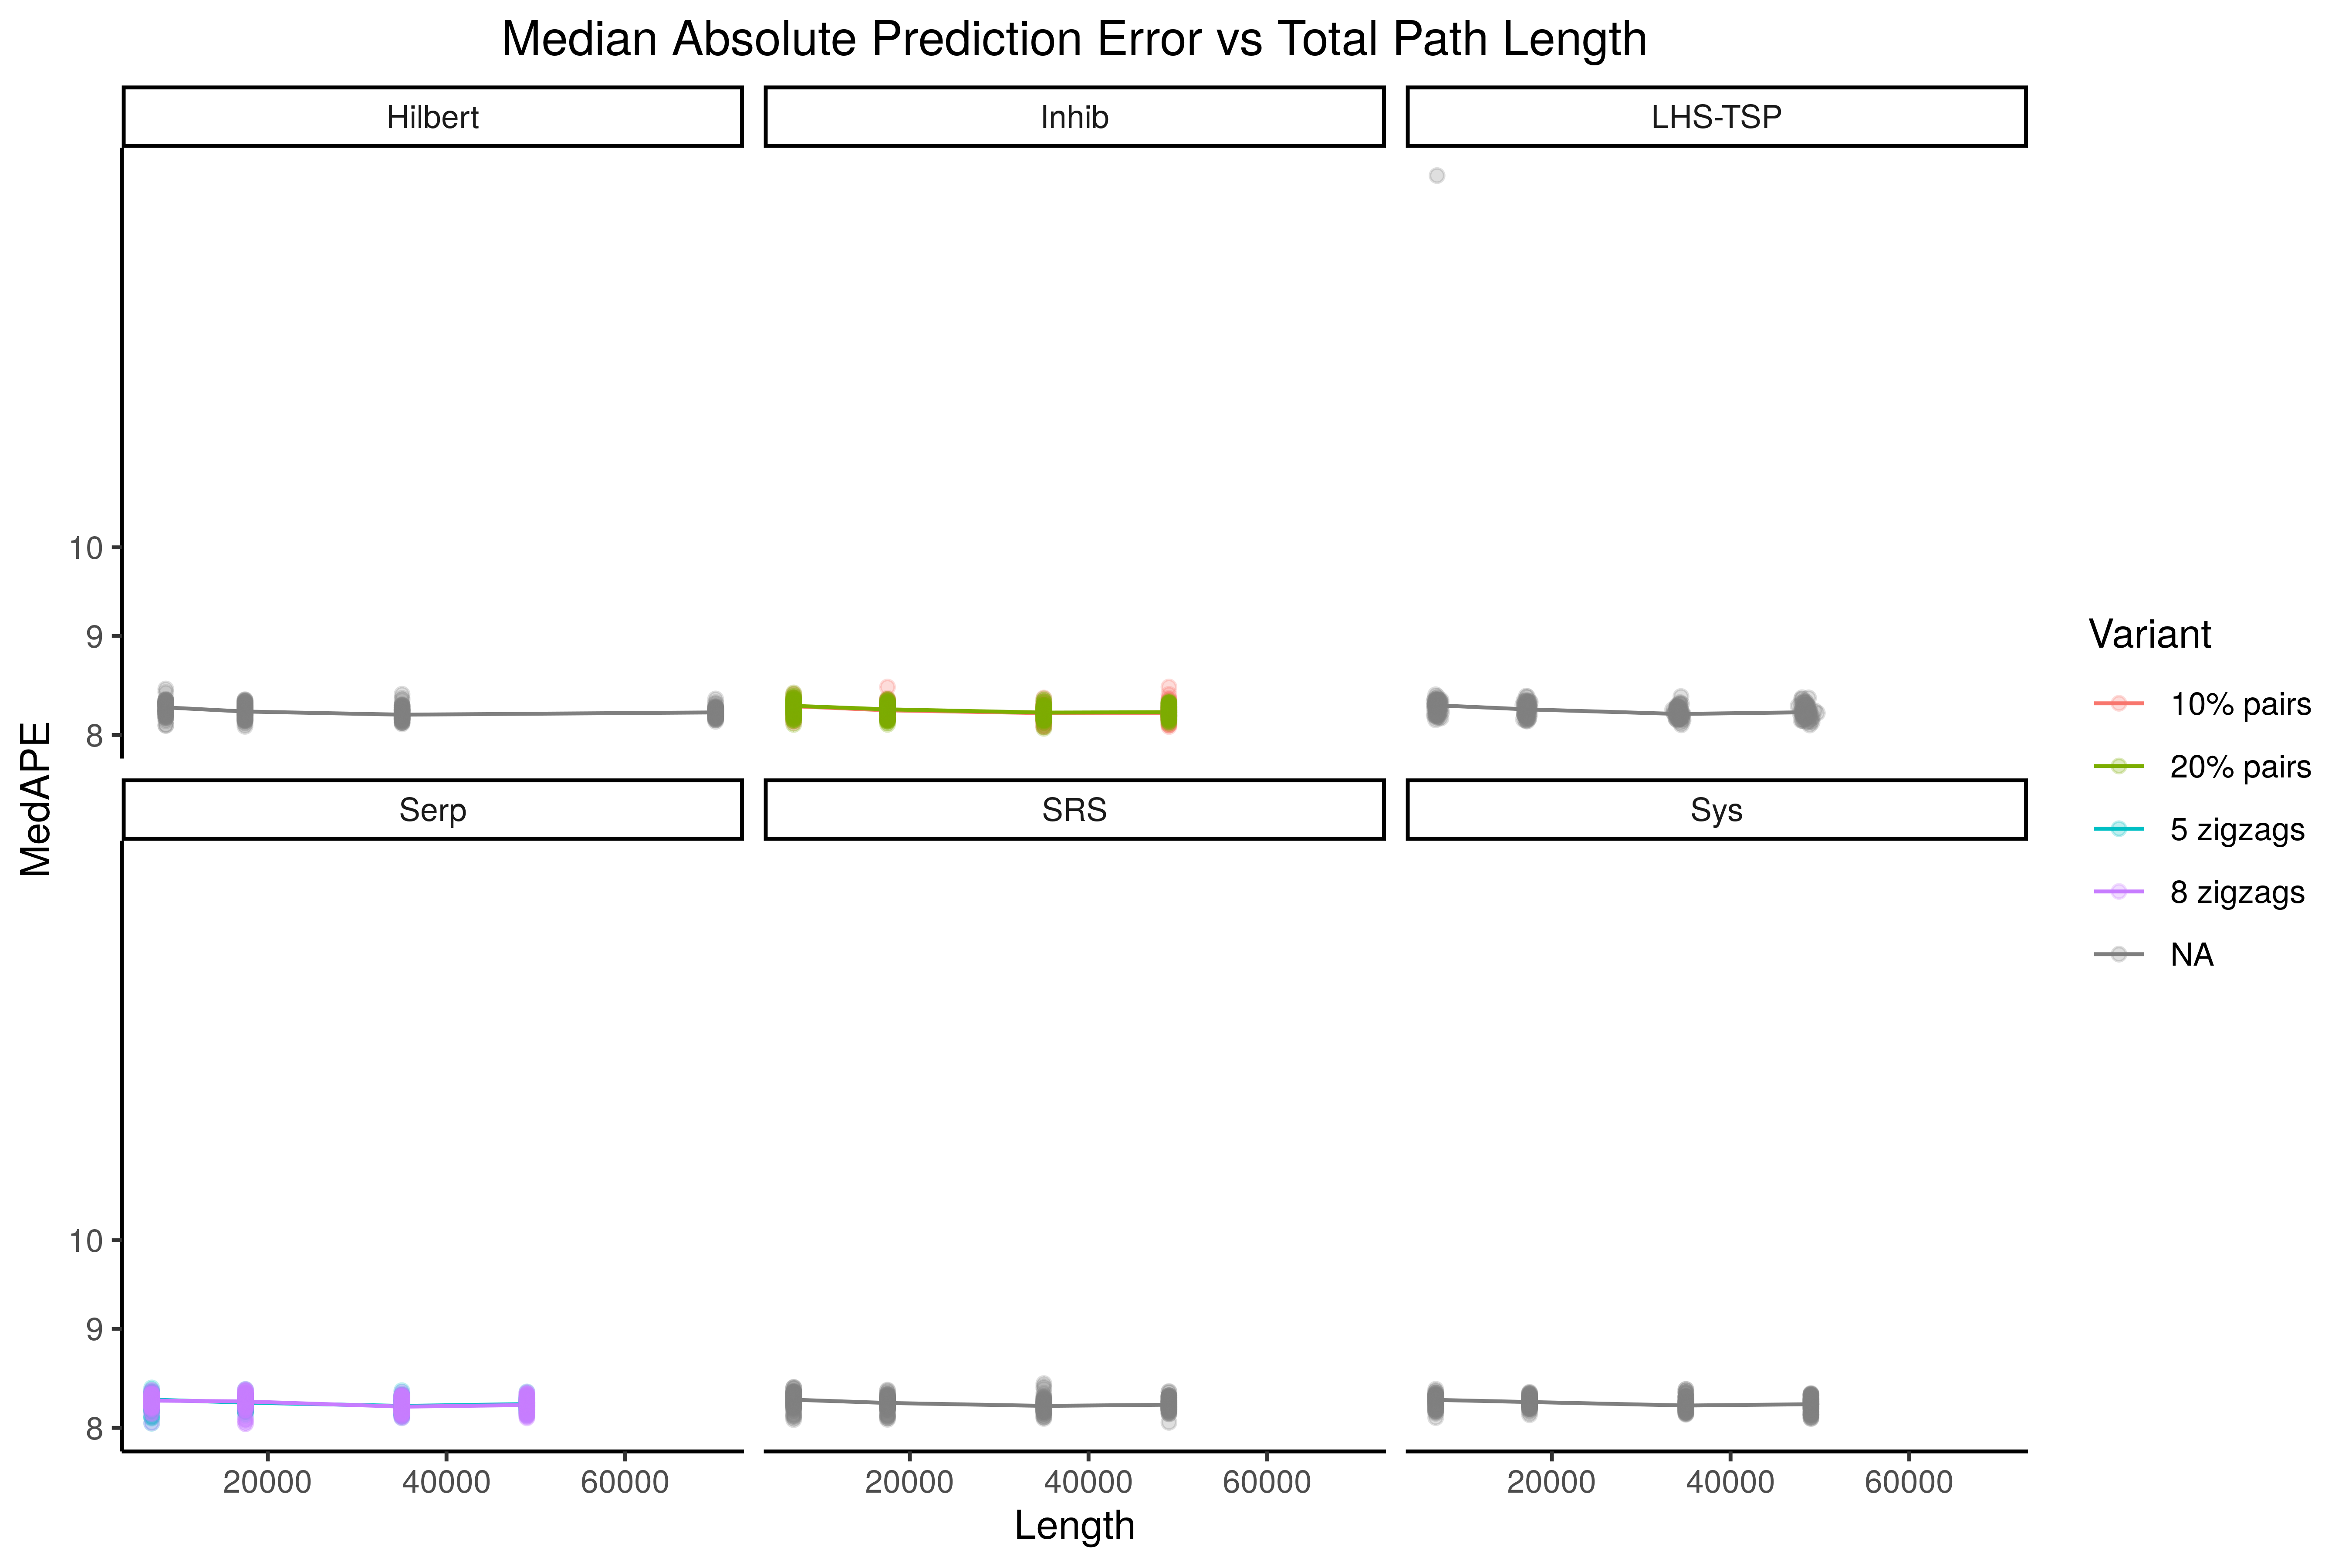 Median Absolute Prediction Error vs Total Path Length
Hilbert
Inhib
LHS-TSP
10
9
8
Serp
SRS
Sys
10
9
8
20000 40000 60000
20000 40000 60000
20000 40000 60000
Length
MedAPE
Variant
10% pairs
20% pairs
5 zigzags
8 zigzags
NA